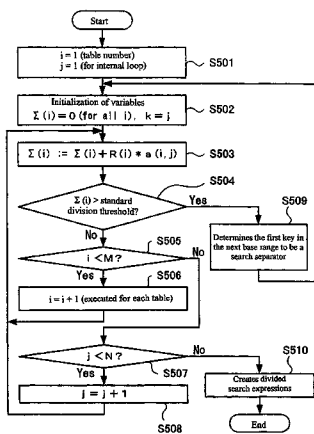 Start
i = 1 (table number)
j = 1 (for internal loop)
S501
Initialization of variables
Σ(i)=0 (for all i), k=j
S502
Σ(i) := Σ(i)+R(i)*a(i,j)
S503
S504
Σ(i) > standard
division threshold?
Yes
No
S509
Determines the first key in
the next base range to be a
search separator
S505
i <M?
No
Yes
S506
i = i + 1 (executed for each table)
j <N?
No
S510
Yes
S507
Creates divided
search expressions
j = j + 1
S508
End